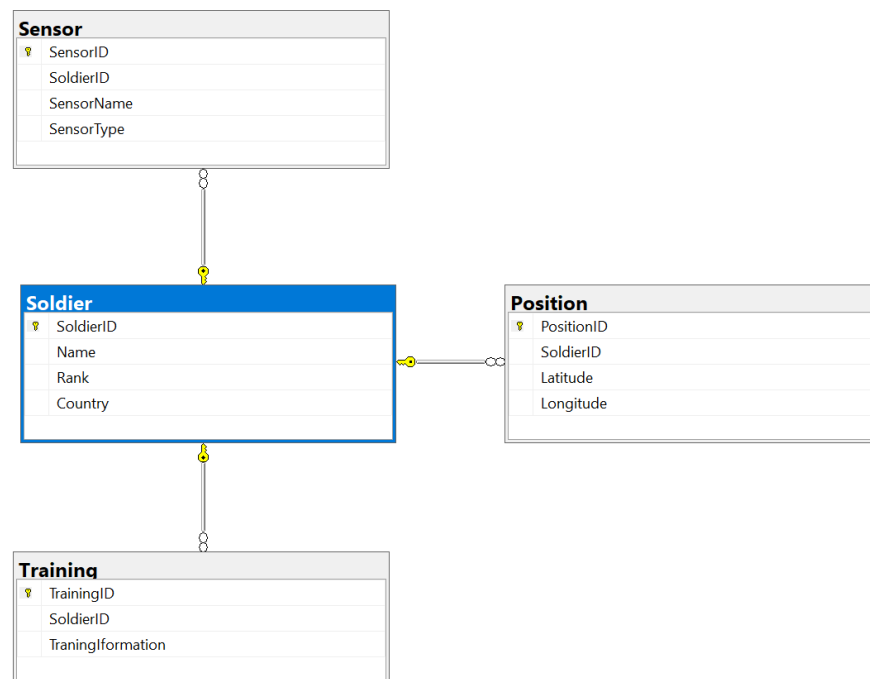 Sensor
SensorID
SoldierID
SensorName
SensorType
Soldier
SoldierID
Name
Rank
Country
Position
PositionID
SoldierID
Latitude
Longitude
Training
TrainingID
SoldierID
TraningIformation